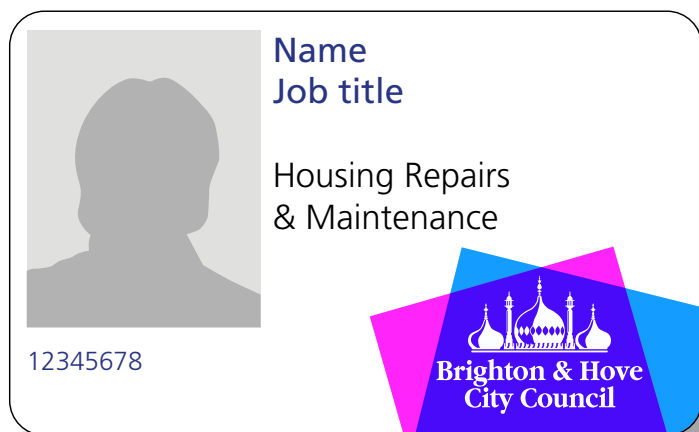 Name
Job title
Housing Repairs
& Maintenance
12345678
Brighton & Hove
City Council